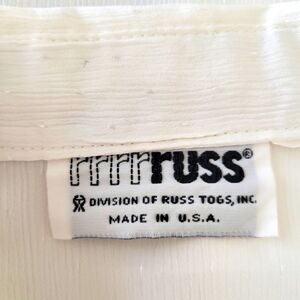 rrrrruss®
DIVISION OF RUSS TOGS, INC.
MADE IN U.S.A.